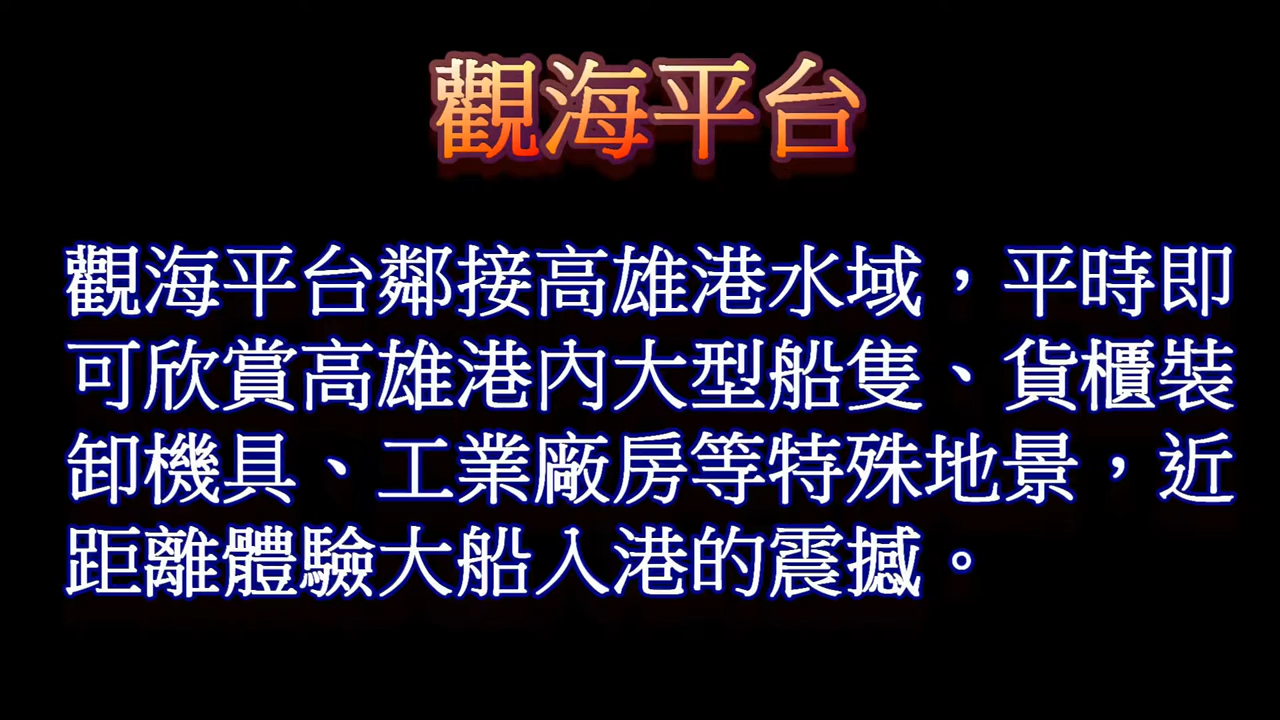 觀海平台
觀海平台鄰接高雄港水域，平時即
可欣賞高雄港內大型船隻、貨櫃裝
卸機具、工業廠房等特殊地景，近
距離體驗大船入港的震撼。